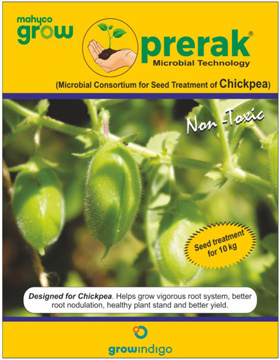 mahyco
grow
prerak®
Microbial Technology
(Microbial Consortium for Seed Treatment of Chickpea)
Non-Toxic
Seed treatment
for 10 kg
Designed for Chickpea. Helps grow vigorous root system, better
root nodulation, healthy plant stand and better yield.
growindigo